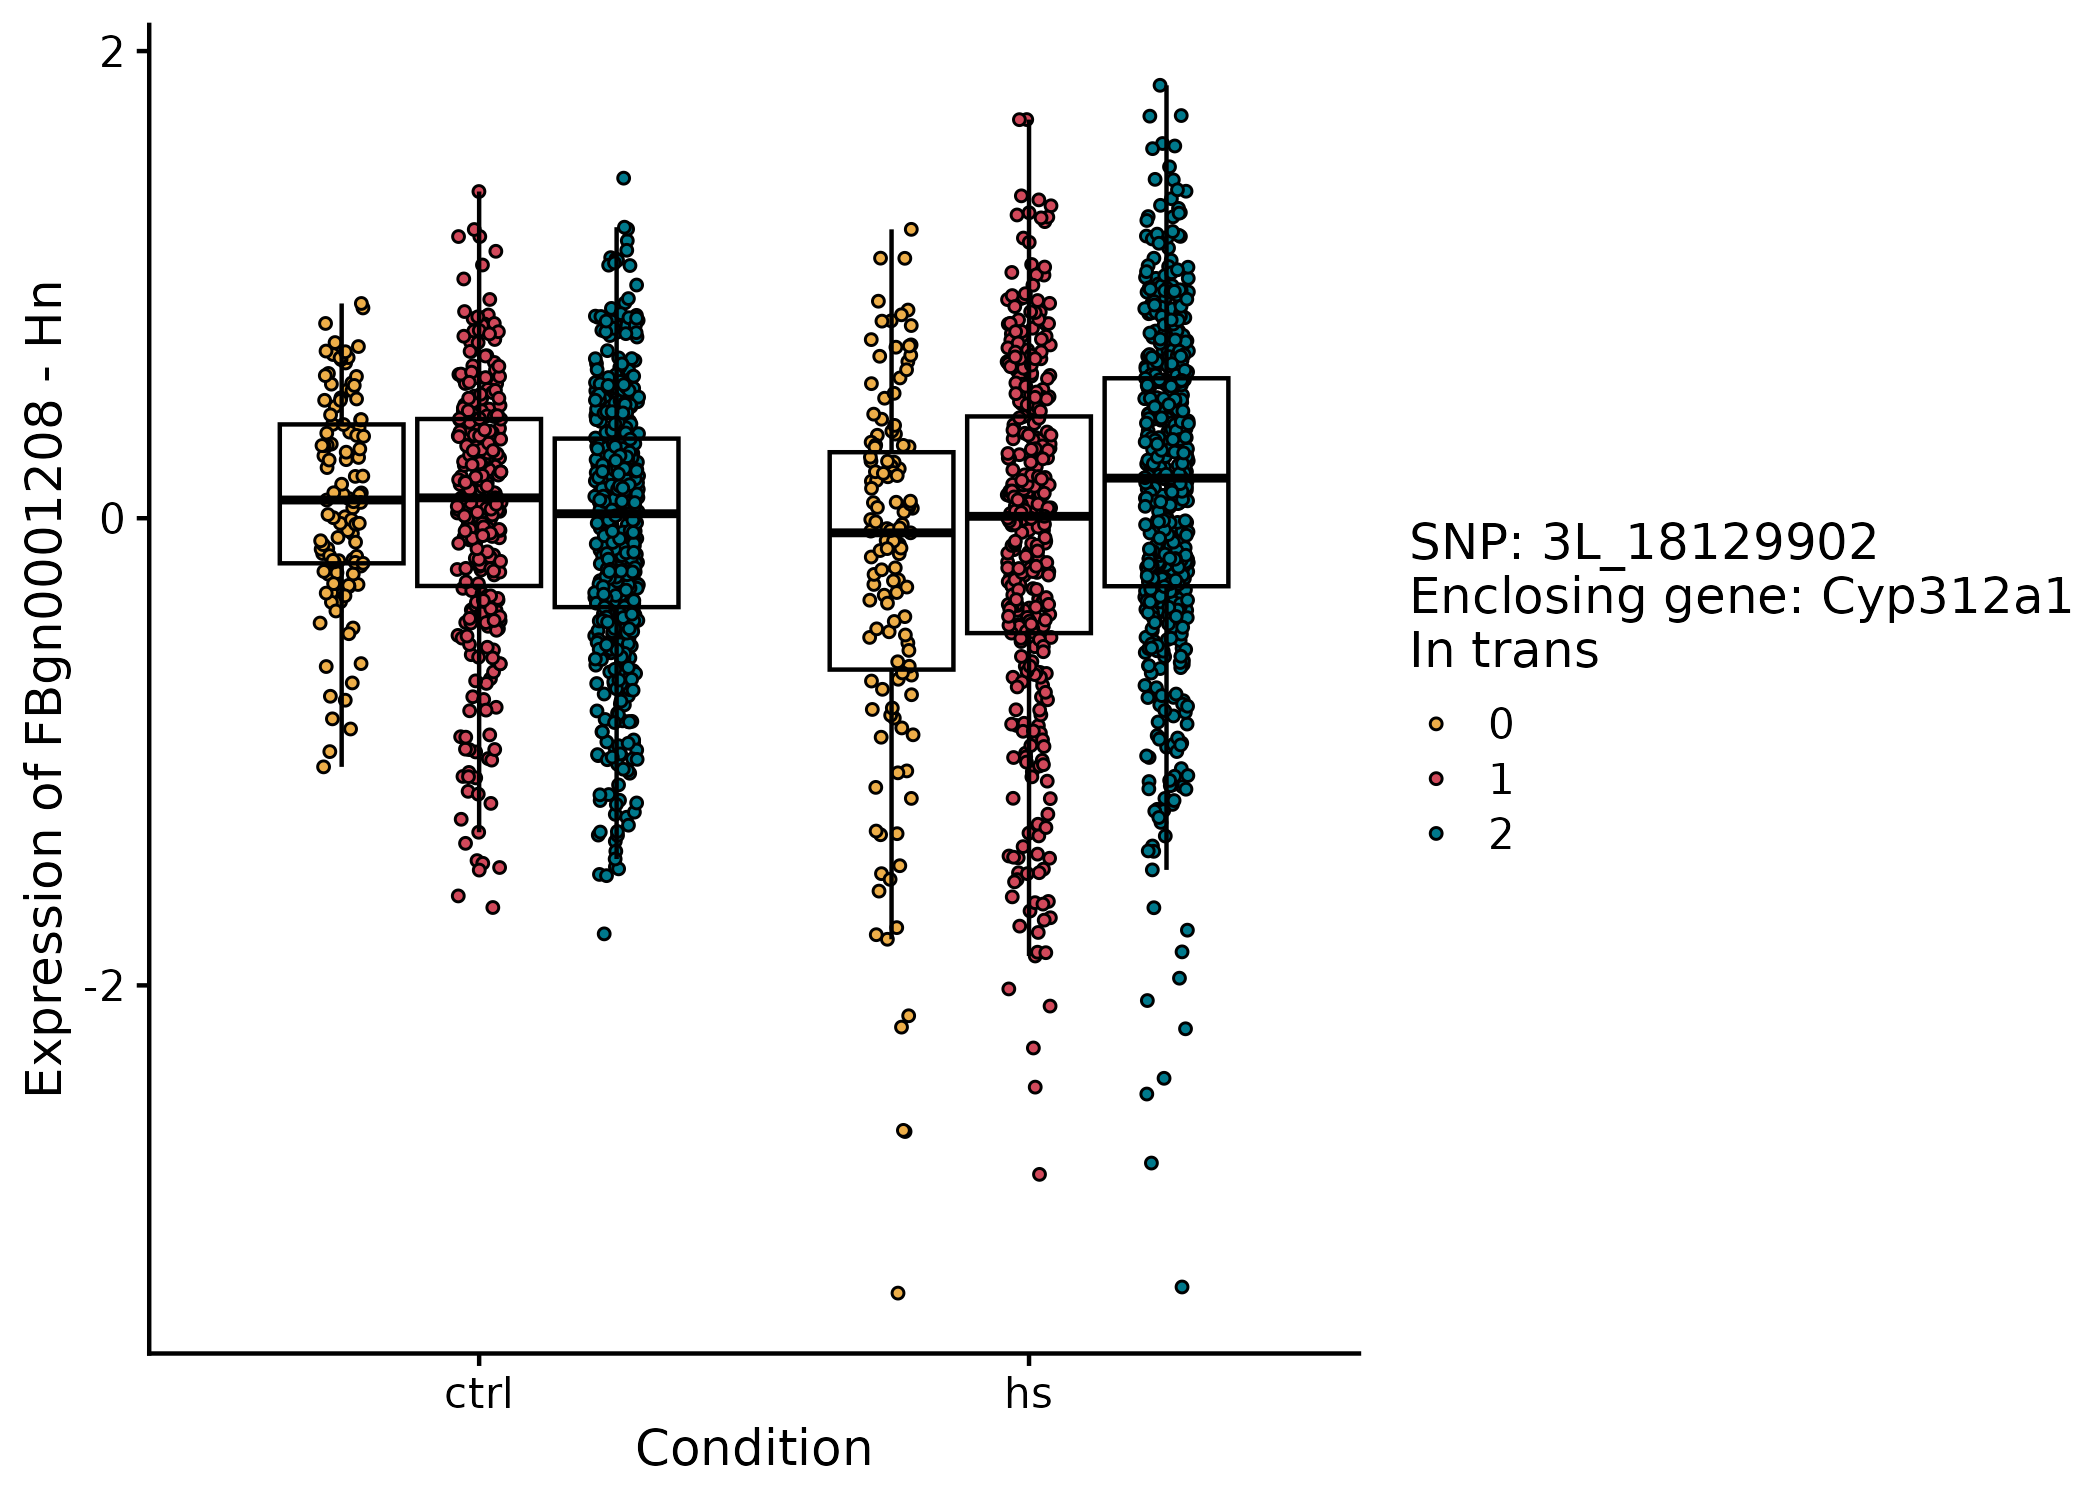 Expression of FBgn0001208 - Hn
2
0
-2
ctrl
hs
Condition
SNP: 3L_18129902
Enclosing gene: Cyp312a1
In trans
0
1
2